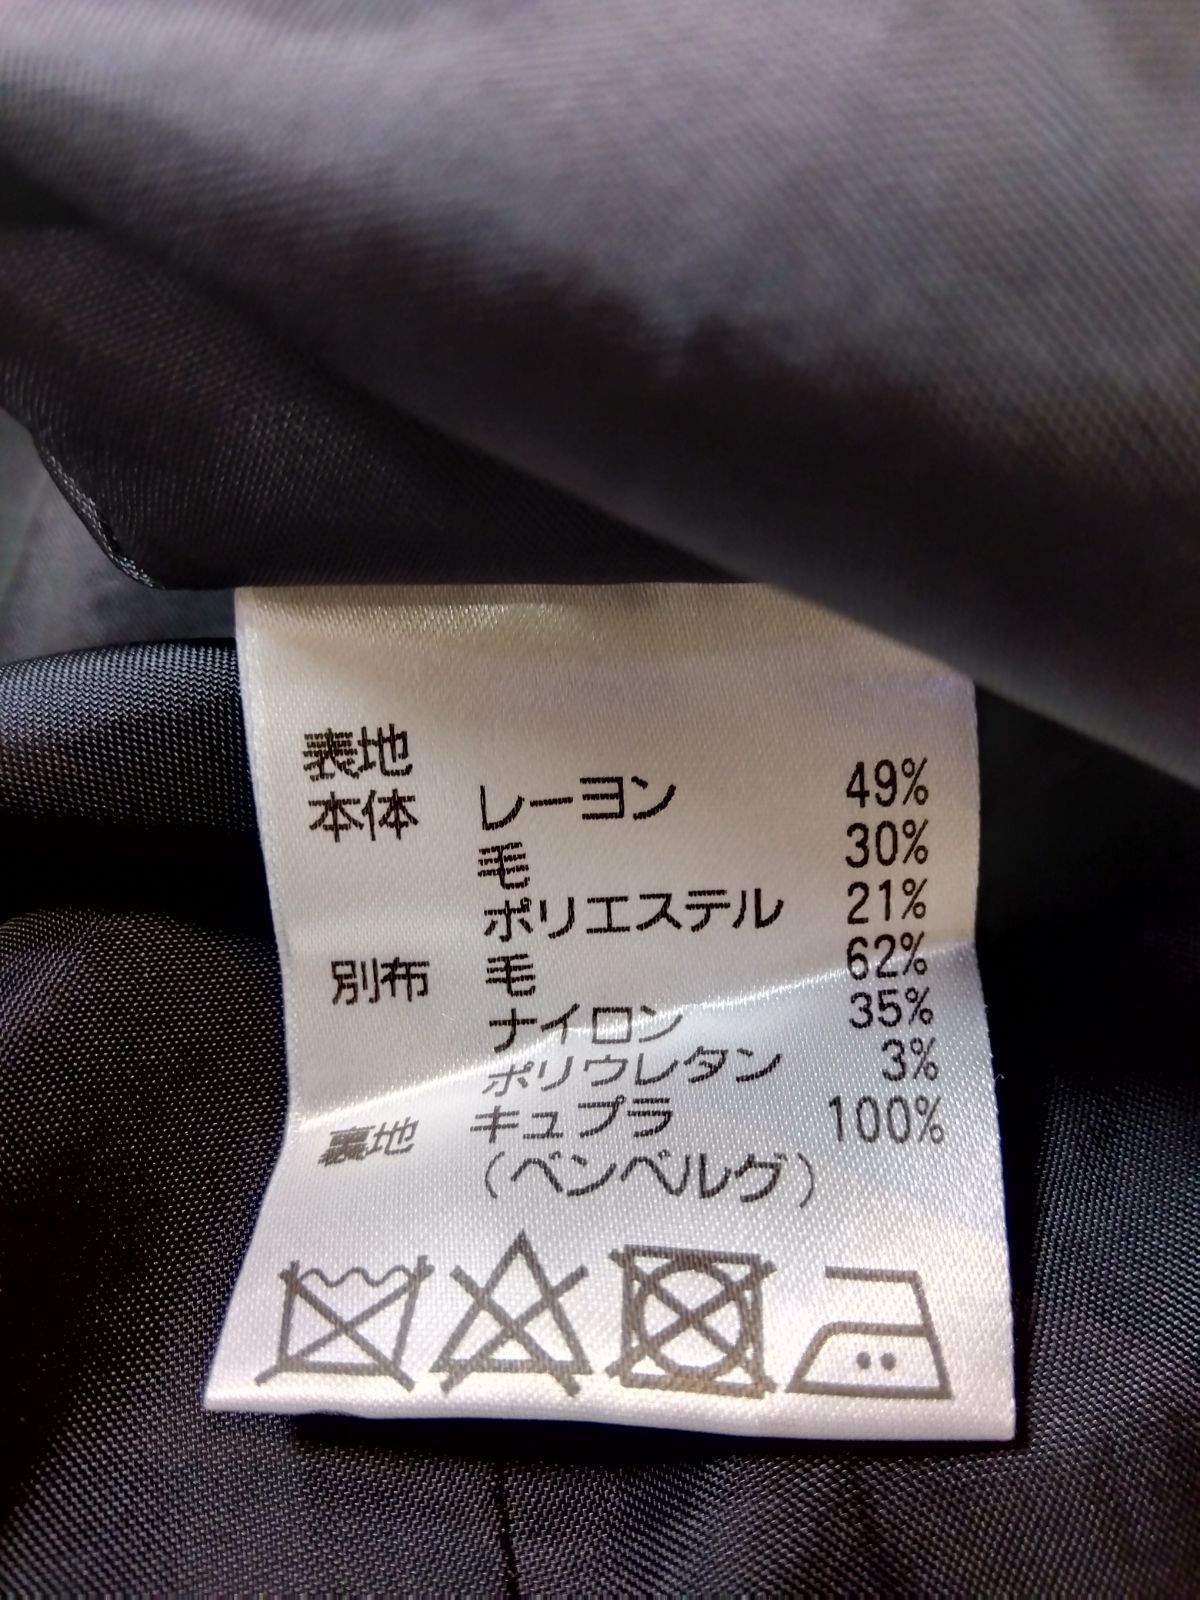 表地
本体 レーヨン 49%
毛 30%
ポリエステル 21%
別布 毛 62%
ナイロン 35%
ポリウレタン 3%
裏地 キュプラ 100%
(ベンベルグ)